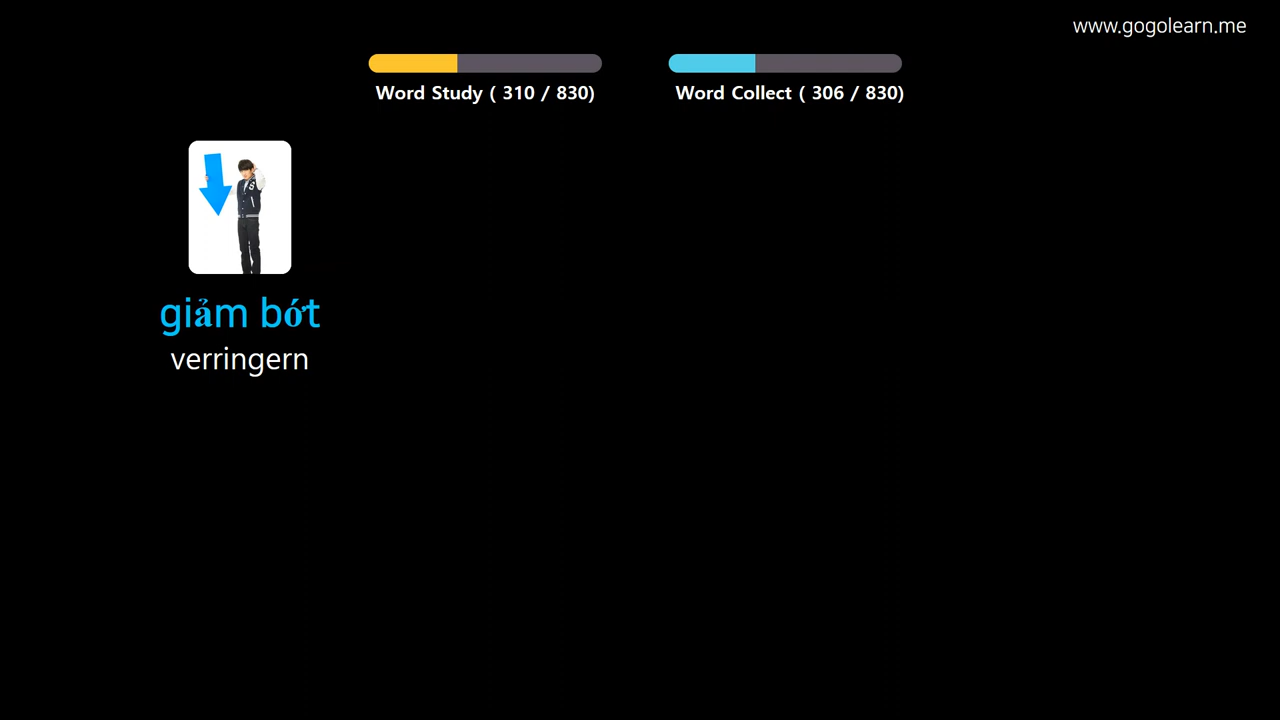 www.gogolearn.me
Word Study ( 310 / 830)
Word Collect ( 306 / 830)
giảm bớt
verringern